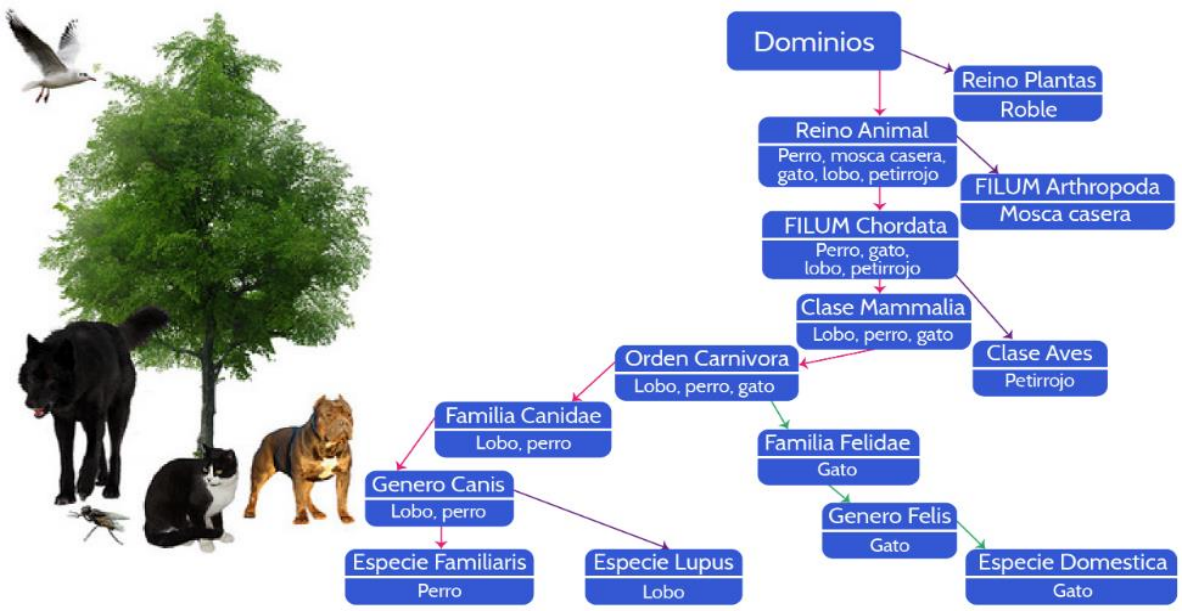 Dominios
Reino Plantas
Roble
Reino Animal
Perro, mosca casera,
gato, lobo, petirrojo
FILUM Arthropoda
Mosca casera
FILUM Chordata
Perro, gato,
lobo, petirrojo
Clase Mammalia
Lobo, perro, gato
Clase Aves
Petirrojo
Orden Carnivora
Lobo, perro, gato
Familia Canidae
Lobo, perro
Familia Felidae
Gato
Genero Canis
Lobo, perro
Genero Felis
Gato
Especie Familiaris
Perro
Especie Lupus
Lobo
Especie Domestica
Gato